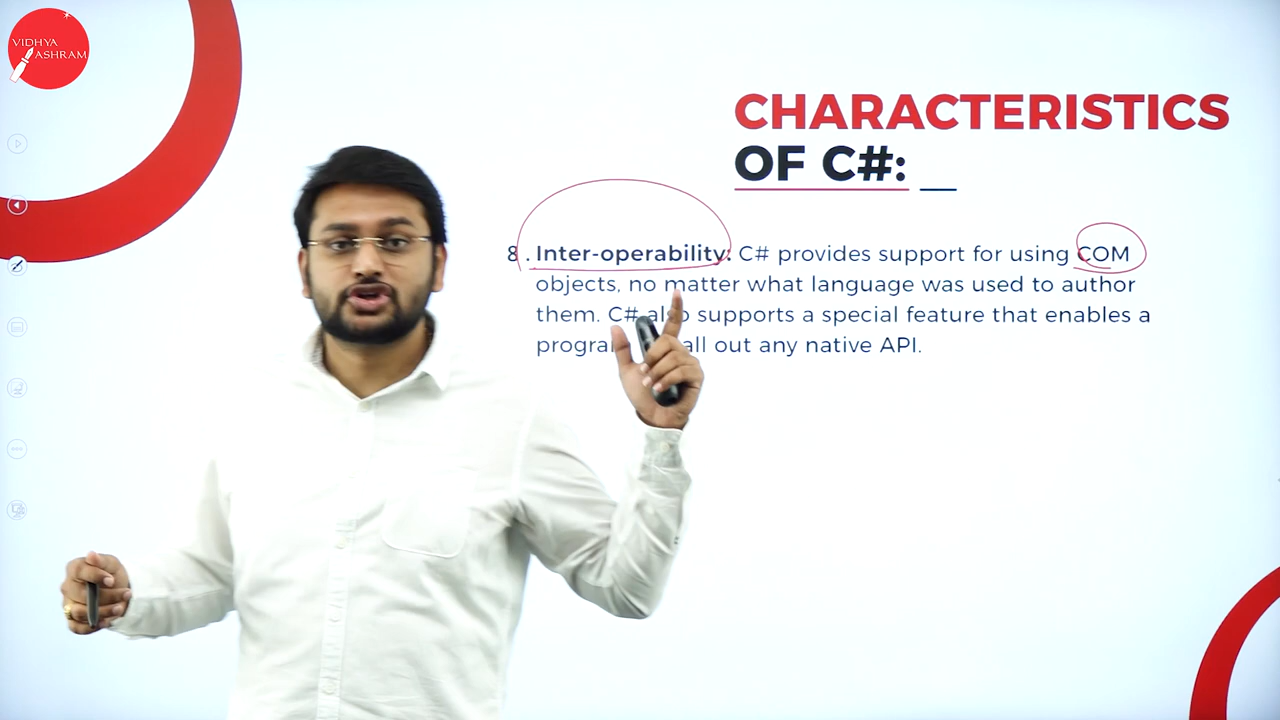 VIDHYA
ASHRAM
CHARACTERISTICS
OF C#:
8. Inter-operability: C# provides support for using COM
objects, no matter what language was used to author
them. C# also supports a special feature that enables a
all out any native API.